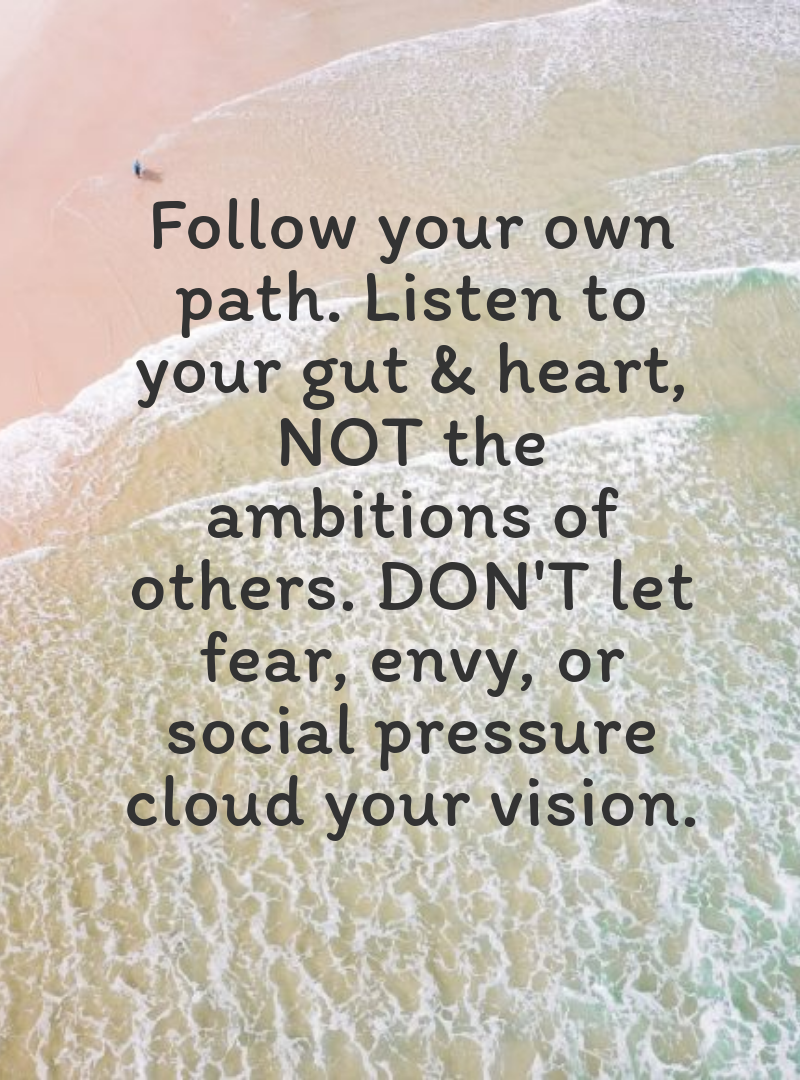 Follow your own
path. Listen to
your gut & heart,
NOT the
ambitions of
others. DON'T let
fear, envy, or
social pressure
cloud your vision.